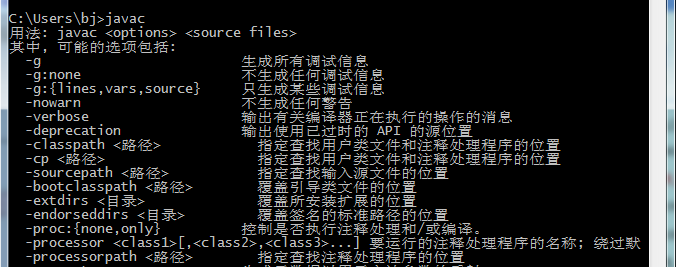 C:\Users\bj>javac
用法: javac <options> <source files>
其中, 可能的选项包括:
-g 生成所有调试信息
-g:none 不生成任何调试信息
-g:{lines,vars,source} 只生成某些调试信息
-nowarn 不生成任何警告
-verbose 输出有关编译器正在执行的操作的消息
-deprecation 输出使用已过时的 API 的源位置
-classpath <路径> 指定查找用户类文件和注释处理程序的位置
-cp <路径> 指定查找用户类文件和注释处理程序的位置
-sourcepath <路径> 指定查找输入源文件的位置
-bootclasspath <路径> 覆盖引导类文件的位置
-extdirs <目录> 覆盖所安装扩展的位置
-endorseddirs <目录> 覆盖签名的标准路径的位置
-proc:{none,only} 控制是否执行注释处理和/或编译。
-processor <class1>[,<class2>,<class3>...] 要运行的注释处理程序的名称; 绕过默
-processorpath <路径> 指定查找注释处理程序的位置